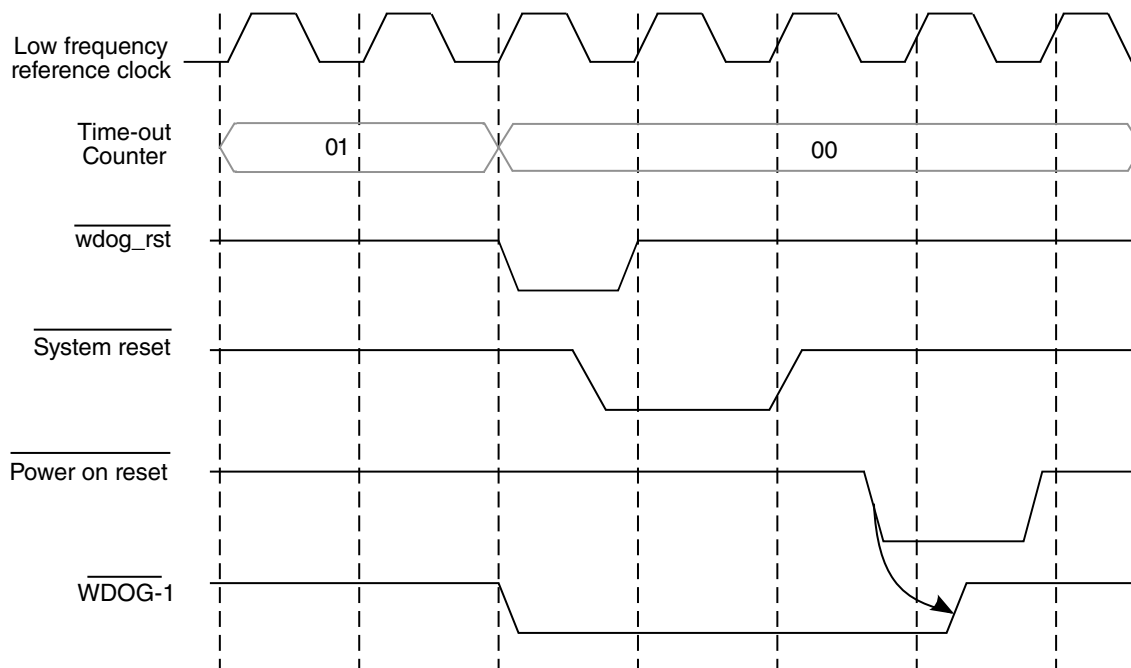 Low frequency
reference clock
Time-out
Counter
01
00
wdog_rst
System reset
Power on reset
WDOG-1